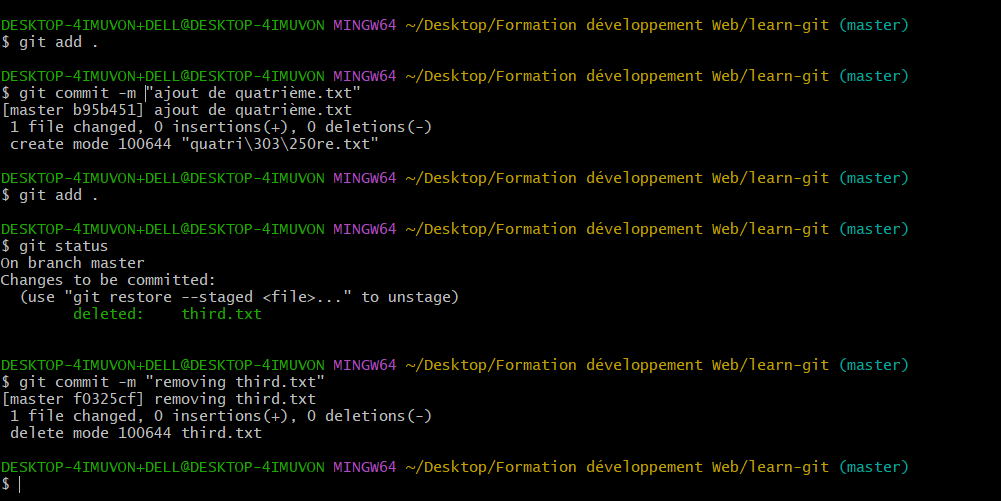 DESKTOP-4IMUVON+DELL@DESKTOP-4IMUVON MINGW64 ~/Desktop/Formation développement Web/learn-git (master)
$ git add .
DESKTOP-4IMUVON+DELL@DESKTOP-4IMUVON MINGW64 ~/Desktop/Formation développement Web/learn-git (master)
$ git commit -m "ajout de quatrième.txt"
[master b95b451] ajout de quatrième.txt
 1 file changed, 0 insertions(+), 0 deletions(-)
 create mode 100644 "quatri\303\250re.txt"
DESKTOP-4IMUVON+DELL@DESKTOP-4IMUVON MINGW64 ~/Desktop/Formation développement Web/learn-git (master)
$ git add .
DESKTOP-4IMUVON+DELL@DESKTOP-4IMUVON MINGW64 ~/Desktop/Formation développement Web/learn-git (master)
$ git status
On branch master
Changes to be committed:
  (use "git restore --staged <file>..." to unstage)
        deleted:    third.txt
DESKTOP-4IMUVON+DELL@DESKTOP-4IMUVON MINGW64 ~/Desktop/Formation développement Web/learn-git (master)
$ git commit -m "removing third.txt"
[master f0325cf] removing third.txt
 1 file changed, 0 insertions(+), 0 deletions(-)
 delete mode 100644 third.txt
DESKTOP-4IMUVON+DELL@DESKTOP-4IMUVON MINGW64 ~/Desktop/Formation développement Web/learn-git (master)
$